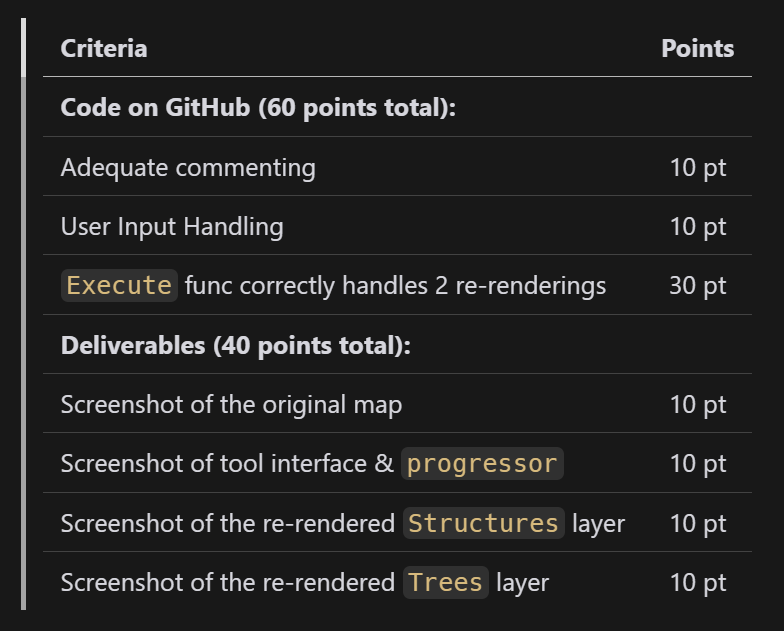 Criteria Points
Code on GitHub (60 points total):
Adequate commenting 10 pt
User Input Handling 10 pt
Execute func correctly handles 2 re-renderings 30 pt
Deliverables (40 points total):
Screenshot of the original map 10 pt
Screenshot of tool interface & progressor 10 pt
Screenshot of the re-rendered Structures layer 10 pt
Screenshot of the re-rendered Trees layer 10 pt